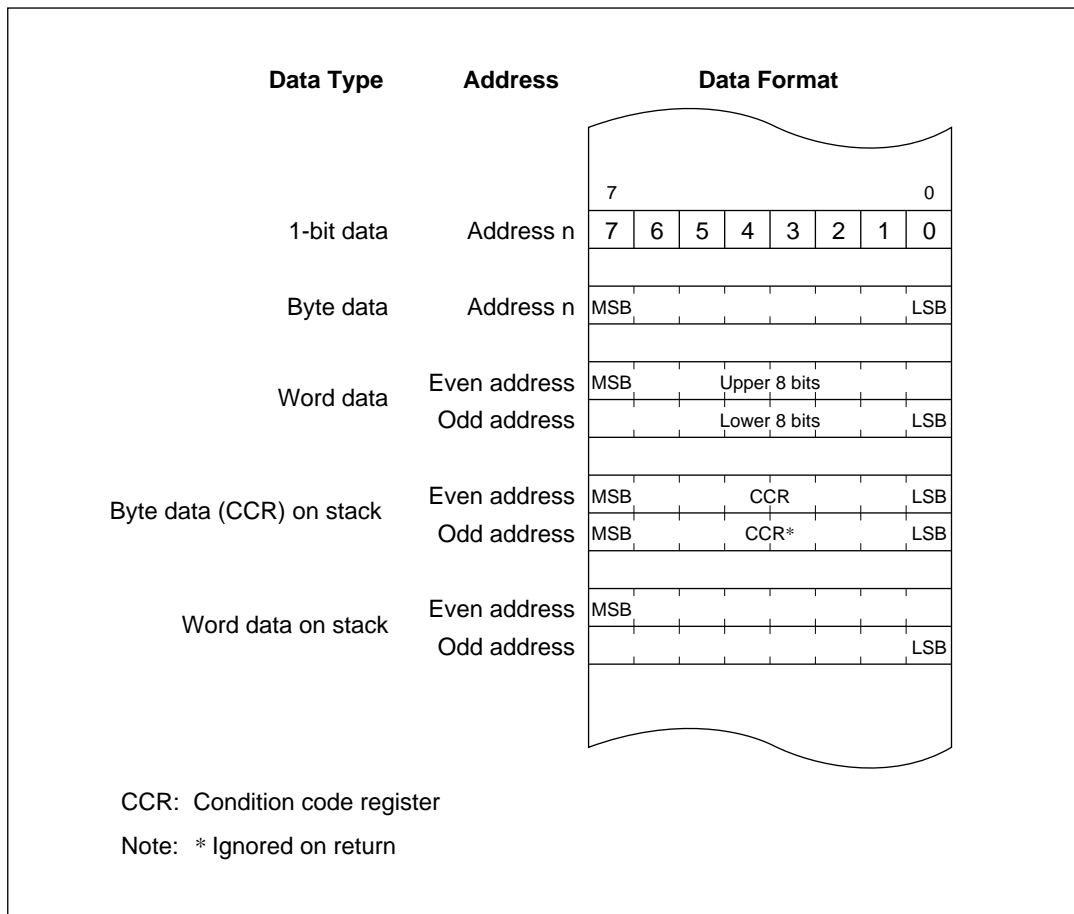 Data Type Address Data Format
7 0
1-bit data Address n 7 6 5 4 3 2 1 0
Byte data Address n MSB LSB
Word data
Even address MSB Upper 8 bits
Odd address Lower 8 bits LSB
Byte data (CCR) on stack
Even address MSB CCR LSB
Odd address MSB CCR* LSB
Word data on stack
Even address MSB
Odd address LSB
CCR: Condition code register
Note: * Ignored on return